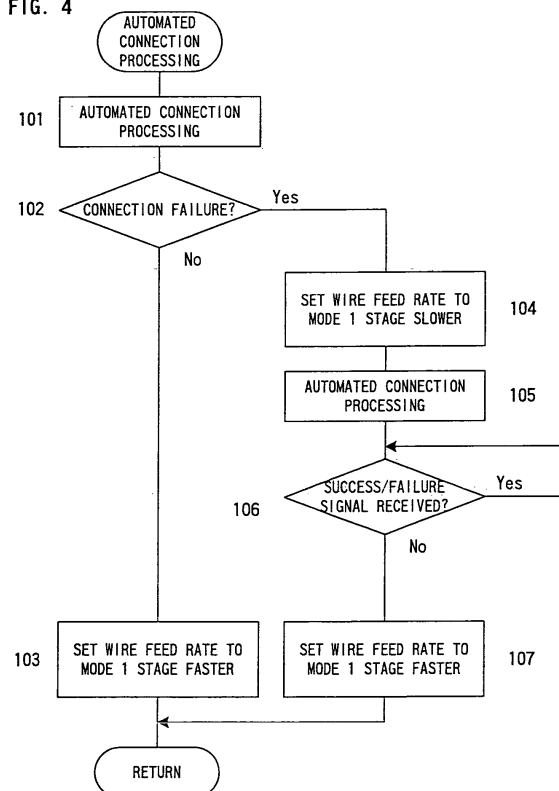 FIG. 4
AUTOMATED
CONNECTION
PROCESSING
101
AUTOMATED CONNECTION
PROCESSING
102
CONNECTION FAILURE?
Yes
No
SET WIRE FEED RATE TO
MODE 1 STAGE SLOWER
104
AUTOMATED CONNECTION
PROCESSING
105
SUCCESS/FAILURE
SIGNAL RECEIVED?
Yes
106
No
103
SET WIRE FEED RATE TO
MODE 1 STAGE FASTER
SET WIRE FEED RATE TO
MODE 1 STAGE FASTER
107
RETURN